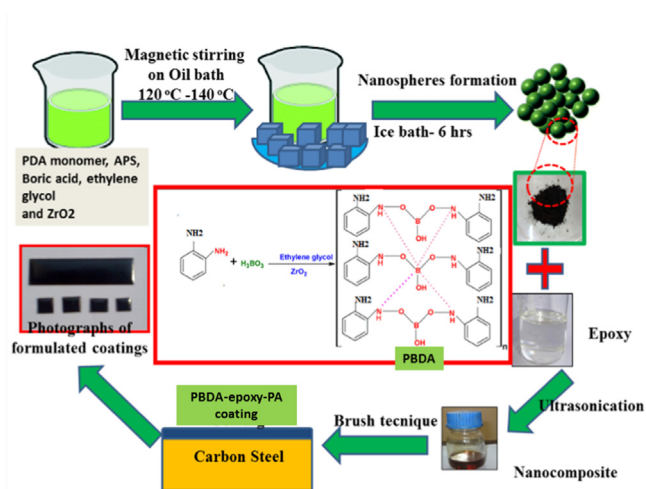 Magnetic stirring
on Oil bath
120 °C -140 °C
Nanospheres formation
Ice bath- 6 hrs
PDA monomer, APS,
Boric acid, ethylene
glycol
and ZrO2
NH2
NH2
+ H₃BO₃
Ethylene glycol
ZrO₂
NH2
NH2
N
H
O
B
O
N
H
OH
NH2
NH2
N
H
O
B
O
N
H
OH
NH2
NH2
N
H
O
B
O
N
H
OH
n
PBDA
Epoxy
Ultrasonication
Nanocomposite
Brush tecnique
PBDA-epoxy-PA
coating
Carbon Steel
Photographs of
formulated coatings